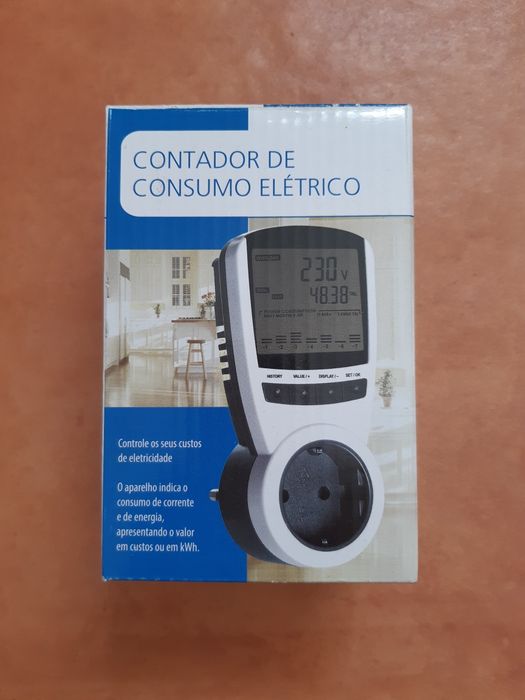 CONTADOR DE
CONSUMO ELÉTRICO
230 V
48.38
HISTORY VALUE/+ DISPLAY/- SET/OK
Controle os seus custos
de eletricidade
O aparelho indica o
consumo de corrente
e de energia,
apresentando o valor
em custos ou em kWh.